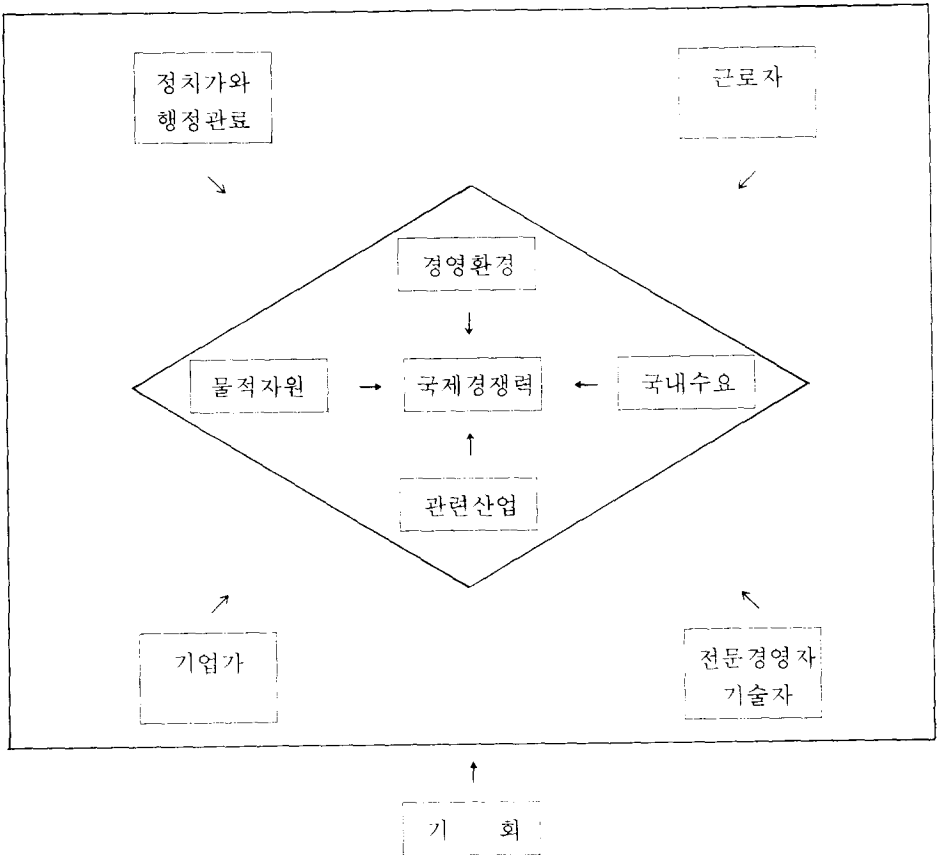 정치가와
행정관료
근로자
경영환경
물적자원 → 국제경쟁력 ← 국내수요
관련산업
기업가
전문경영자
기술자
기 회